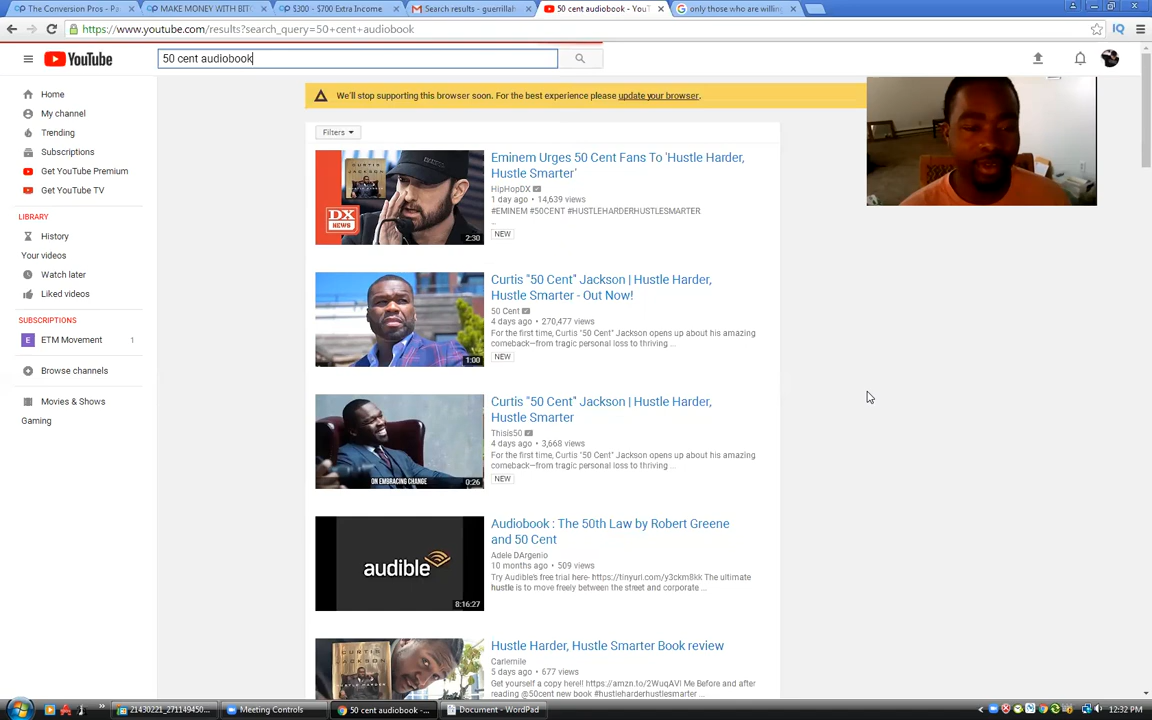 The Conversion Pros - Pa
MAKE MONEY WITH BITC
$300 - $700 Extra Income
Search results - guerrillah
50 cent audiobook - YouT
only those who are willin
https://www.youtube.com/results?search_query=50+cent+audiobook
YouTube
50 cent audiobook
We'll stop supporting this browser soon. For the best experience please update your browser.
Home
My channel
Trending
Subscriptions
Get YouTube Premium
Get YouTube TV
LIBRARY
History
Your videos
Watch later
Liked videos
SUBSCRIPTIONS
ETM Movement 1
Browse channels
Movies & Shows
Gaming
Filters
CURTIS JACKSON
DX NEWS
2:30
Eminem Urges 50 Cent Fans To 'Hustle Harder,
Hustle Smarter'
HipHopDX
1 day ago • 14,639 views
#EMINEM #50CENT #HUSTLEHARDERHUSTLESMARTER
..
NEW
1:00
Curtis "50 Cent" Jackson | Hustle Harder,
Hustle Smarter - Out Now!
50 Cent
4 days ago • 270,477 views
For the first time, Curtis "50 Cent" Jackson opens up about his amazing
comeback—from tragic personal loss to thriving ...
NEW
ON EMBRACING CHANGE
0:26
Curtis "50 Cent" Jackson | Hustle Harder,
Hustle Smarter
Thisis50
4 days ago • 3,668 views
For the first time, Curtis "50 Cent" Jackson opens up about his amazing
comeback—from tragic personal loss to thriving ...
NEW
audible
8:16:27
Audiobook : The 50th Law by Robert Greene
and 50 Cent
Adele DArgenio
10 months ago • 509 views
Try Audible's free trial here- https://tinyurl.com/y3ckm8kk The ultimate
hustle is to move freely between the street and corporate ...
CURTIS
JACKSON
Hustle Harder, Hustle Smarter Book review
Carlemile
5 days ago • 677 views
Get yourself a copy here!! https://amzn.to/2WuqAVl Me Before and after
reading @50cent new book #hustleharderhustlesmarter ...
21430221_271149450...
Meeting Controls
50 cent audiobook -...
Document - WordPad
12:32 PM